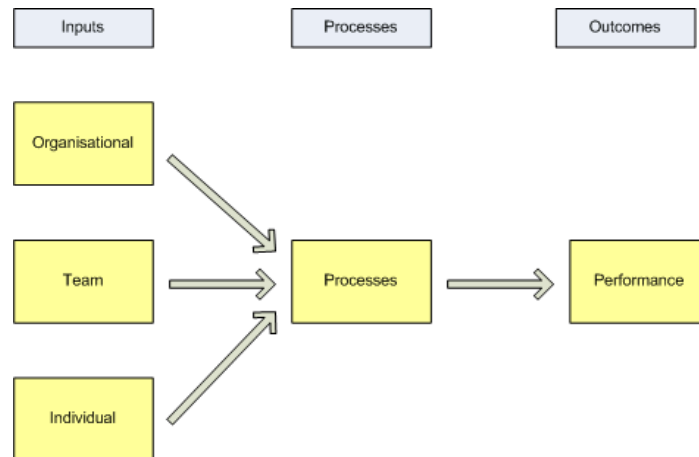 Inputs
Processes
Outcomes
Organisational
Team
Processes
Performance
Individual